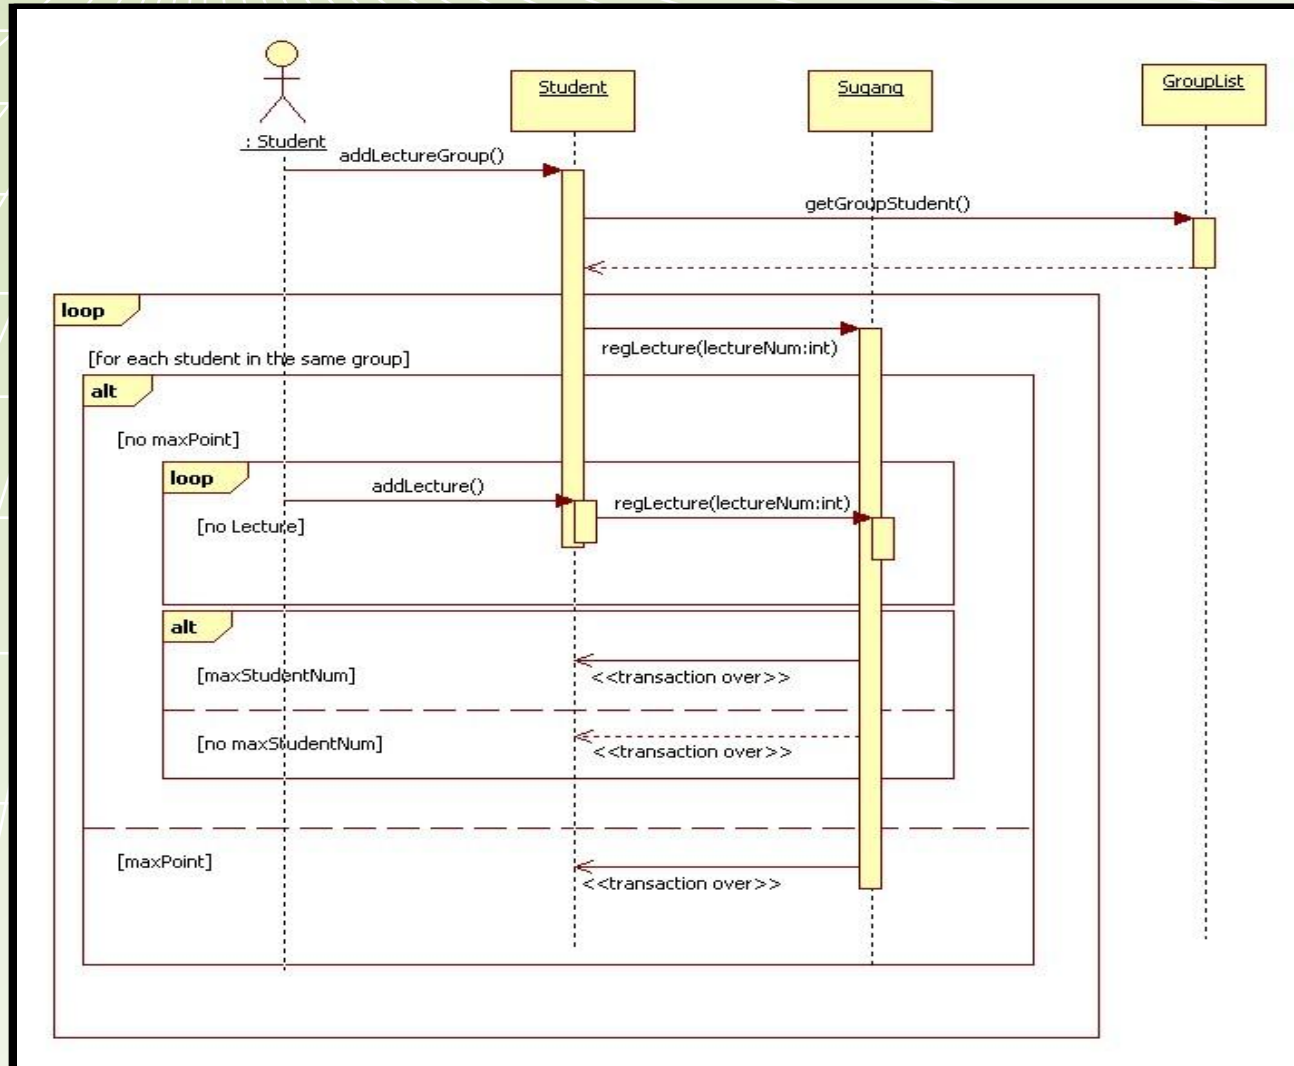 Student
Sugang
GroupList
: Student
addLectureGroup()
getGroupStudent()
loop
regLecture(lectureNum:int)
[for each student in the same group]
alt
[no maxPoint]
loop
addLecture()
regLecture(lectureNum:int)
[no Lecture]
alt
[maxStudentNum]
<<transaction over>>
[no maxStudentNum]
<<transaction over>>
[maxPoint]
<<transaction over>>